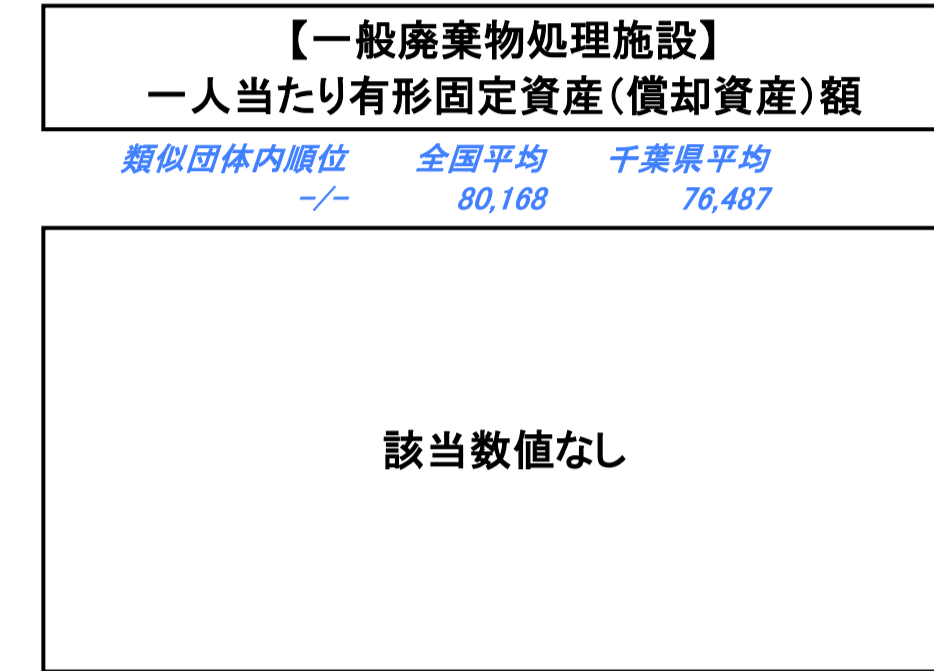 【一般廃棄物処理施設】
一人当たり有形固定資産(償却資産)額
類似団体内順位 全国平均 千葉県平均
-/- 80,168 76,487
該当数値なし